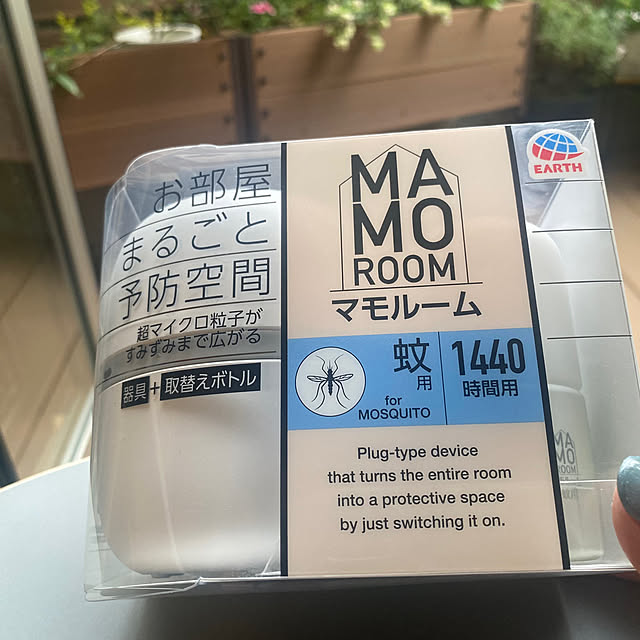 お部屋
まるごと
予防空間
超マイクロ粒子が
すみずみまで広がる
器具+取替えボトル
MA
MO
ROOM
マモルーム
蚊
用
for
MOSQUITO
1440
時間用
Plug-type device
that turns the entire room
into a protective space
by just switching it on.
EARTH
MA
MO
ROOM